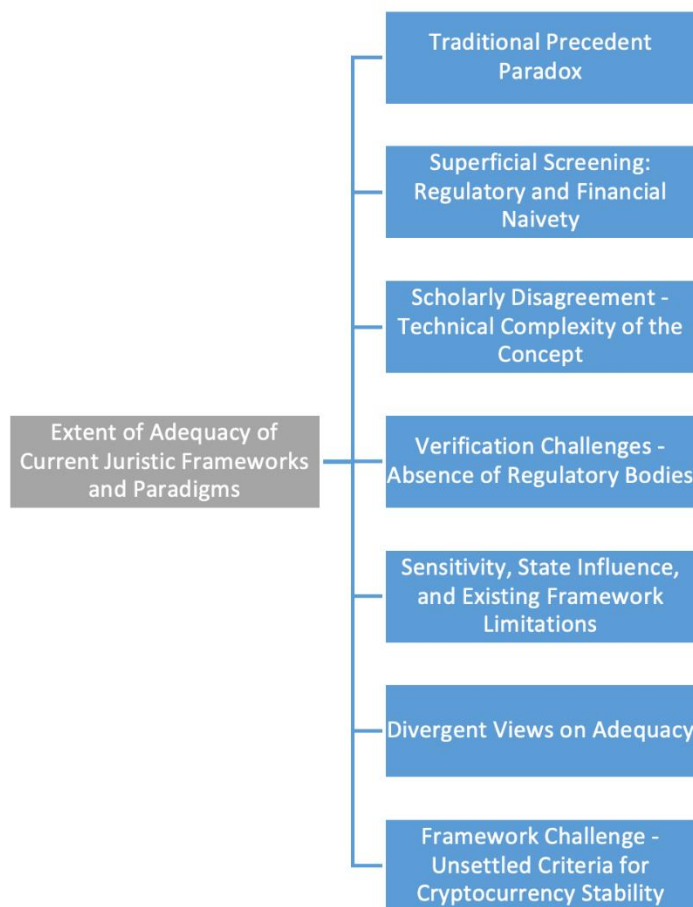 Traditional Precedent
Paradox
Superficial Screening:
Regulatory and Financial
Naivety
Scholarly Disagreement -
Technical Complexity of the
Concept
Extent of Adequacy of
Current Juristic Frameworks
and Paradigms
Verification Challenges -
Absence of Regulatory Bodies
Sensitivity, State Influence,
and Existing Framework
Limitations
Divergent Views on Adequacy
Framework Challenge -
Unsettled Criteria for
Cryptocurrency Stability